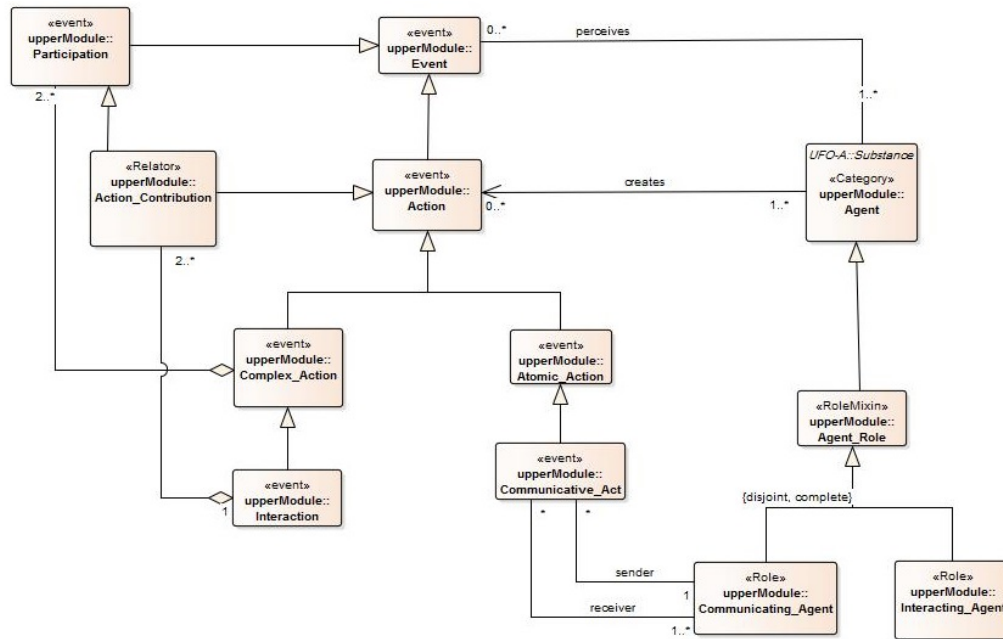 «event»
upperModule::
Participation
«event»
upperModule::
Event
0..*
perceives
2..*
1..*
«Relator»
upperModule::
Action_Contribution
«event»
upperModule::
Action
creates
0..*
1..*
UFO-A::Substance
«Category»
upperModule::
Agent
2..*
«event»
upperModule::
Complex_Action
«event»
upperModule::
Atomic_Action
«RoleMixin»
upperModule::
Agent_Role
«event»
upperModule::
Communicative_Act
«event»
upperModule::
Interaction
1
{disjoint, complete}
*
*
sender
1
receiver
1..*
«Role»
upperModule::
Communicating_Agent
«Role»
upperModule::
Interacting_Agent